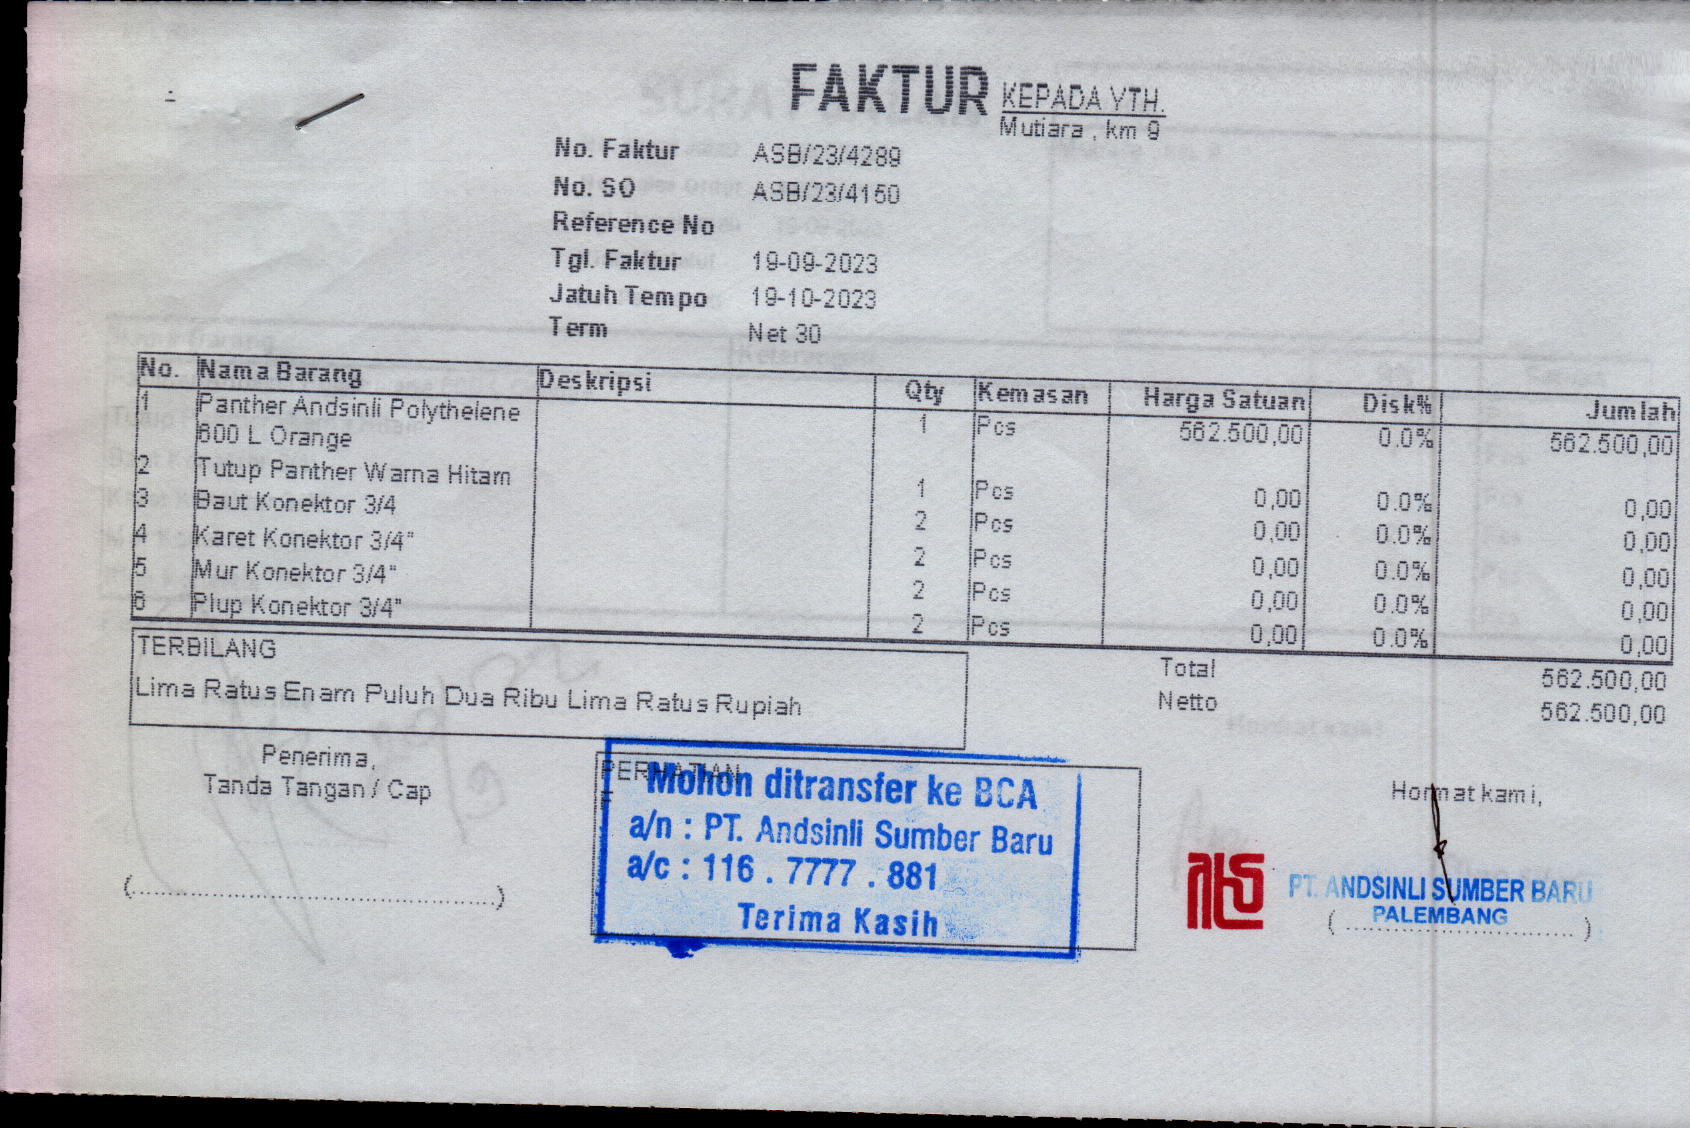 FAKTUR
KEPADA YTH.
Mutiara , km 9
No. Faktur ASB/23/4289
No. SO ASB/23/4150
Reference No
Tgl. Faktur 19-09-2023
Jatuh Tempo 19-10-2023
Term Net 30
No. Nama Barang Deskripsi Qty Kemasan Harga Satuan Disk% Jumlah
1 Panther Andsinli Polythelene 1 Pcs 562.500,00 0.0% 562.500,00
600 L Orange
2 Tutup Panther Warna Hitam 1 Pcs 0,00 0.0% 0,00
3 Baut Konektor 3/4 2 Pcs 0,00 0.0% 0,00
4 Karet Konektor 3/4" 2 Pcs 0,00 0.0% 0,00
5 Mur Konektor 3/4" 2 Pcs 0,00 0.0% 0,00
6 Plup Konektor 3/4" 2 Pcs 0,00 0.0% 0,00
TERBILANG
Lima Ratus Enam Puluh Dua Ribu Lima Ratus Rupiah
Total 562.500,00
Netto 562.500,00
Penerima,
Tanda Tangan / Cap
(..............................................)
PERHATIAN
Mohon ditransfer ke BCA
a/n : PT. Andsinli Sumber Baru
a/c : 116 . 7777 . 881
Terima Kasih
Hormat kami,
PT. ANDSINLI SUMBER BARU
PALEMBANG
( ................................ )